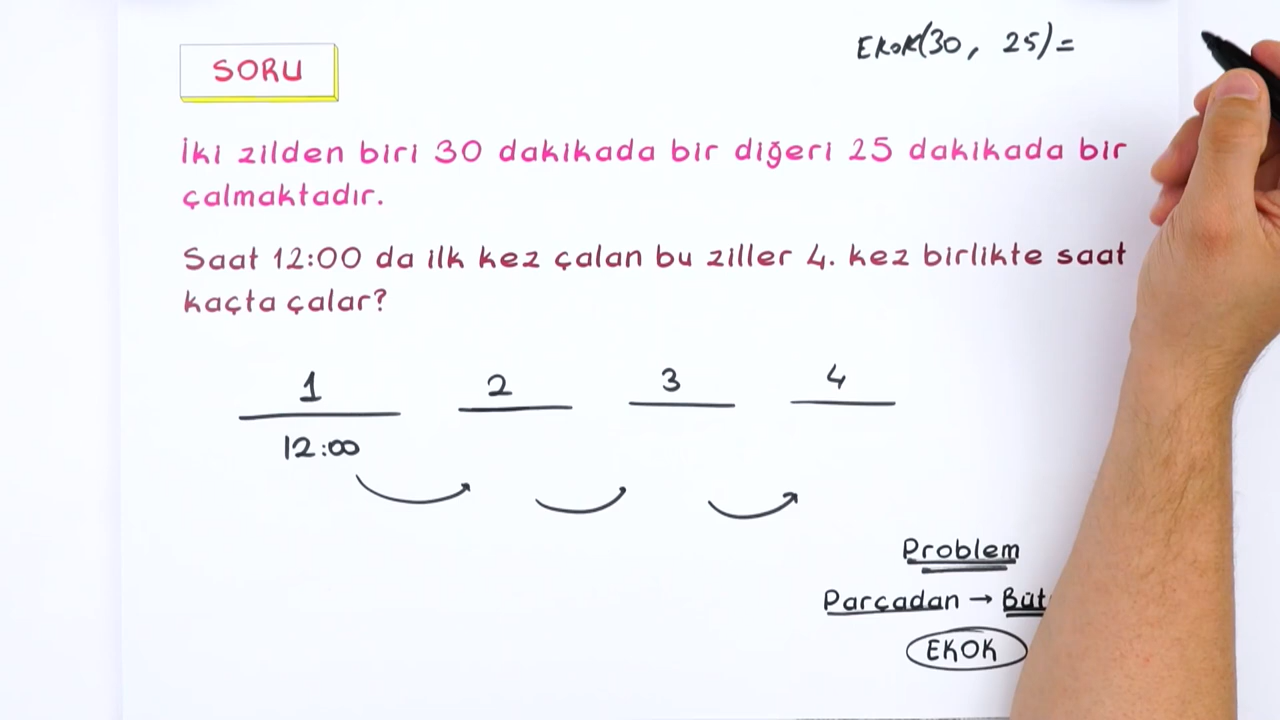 EKOK(30, 25)=
SORU
İki zilden biri 30 dakikada bir diğeri 25 dakikada bir
çalmaktadır.
Saat 12:00 da ilk kez çalan bu ziller 4. kez birlikte saat
kaçta çalar?
1 2 3 4
12:00
Problem
Parçadan →
EKOK